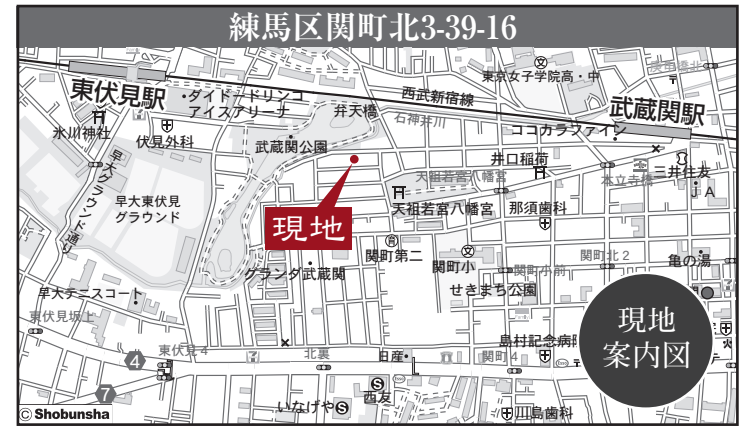 練馬区関町北3-39-16
東京女子学院高・中
東伏見駅
ダイドードリンコ
アイスアリーナ
弁天橋
西武新宿線
武蔵関駅
石神井川
氷川神社
伏見外科
武蔵関公園
ココカラファイン
井口稲荷
天祖若宮八幡宮
本立寺橋
三井住友
JA
早大グラウンド通り
早大東伏見
グラウンド
現地
天祖若宮八幡宮
那須歯科
関町第二
関町小
関町北2
亀の湯
グランダ武蔵関
関町小前
せきまち公園
早大テニスコート
東伏見坂上
現地
案内図
島村記念病
東伏見4
北裏
日産
関町4
4
7
7
7
西友
いなげや
S
S
川島歯科
© Shobunsha